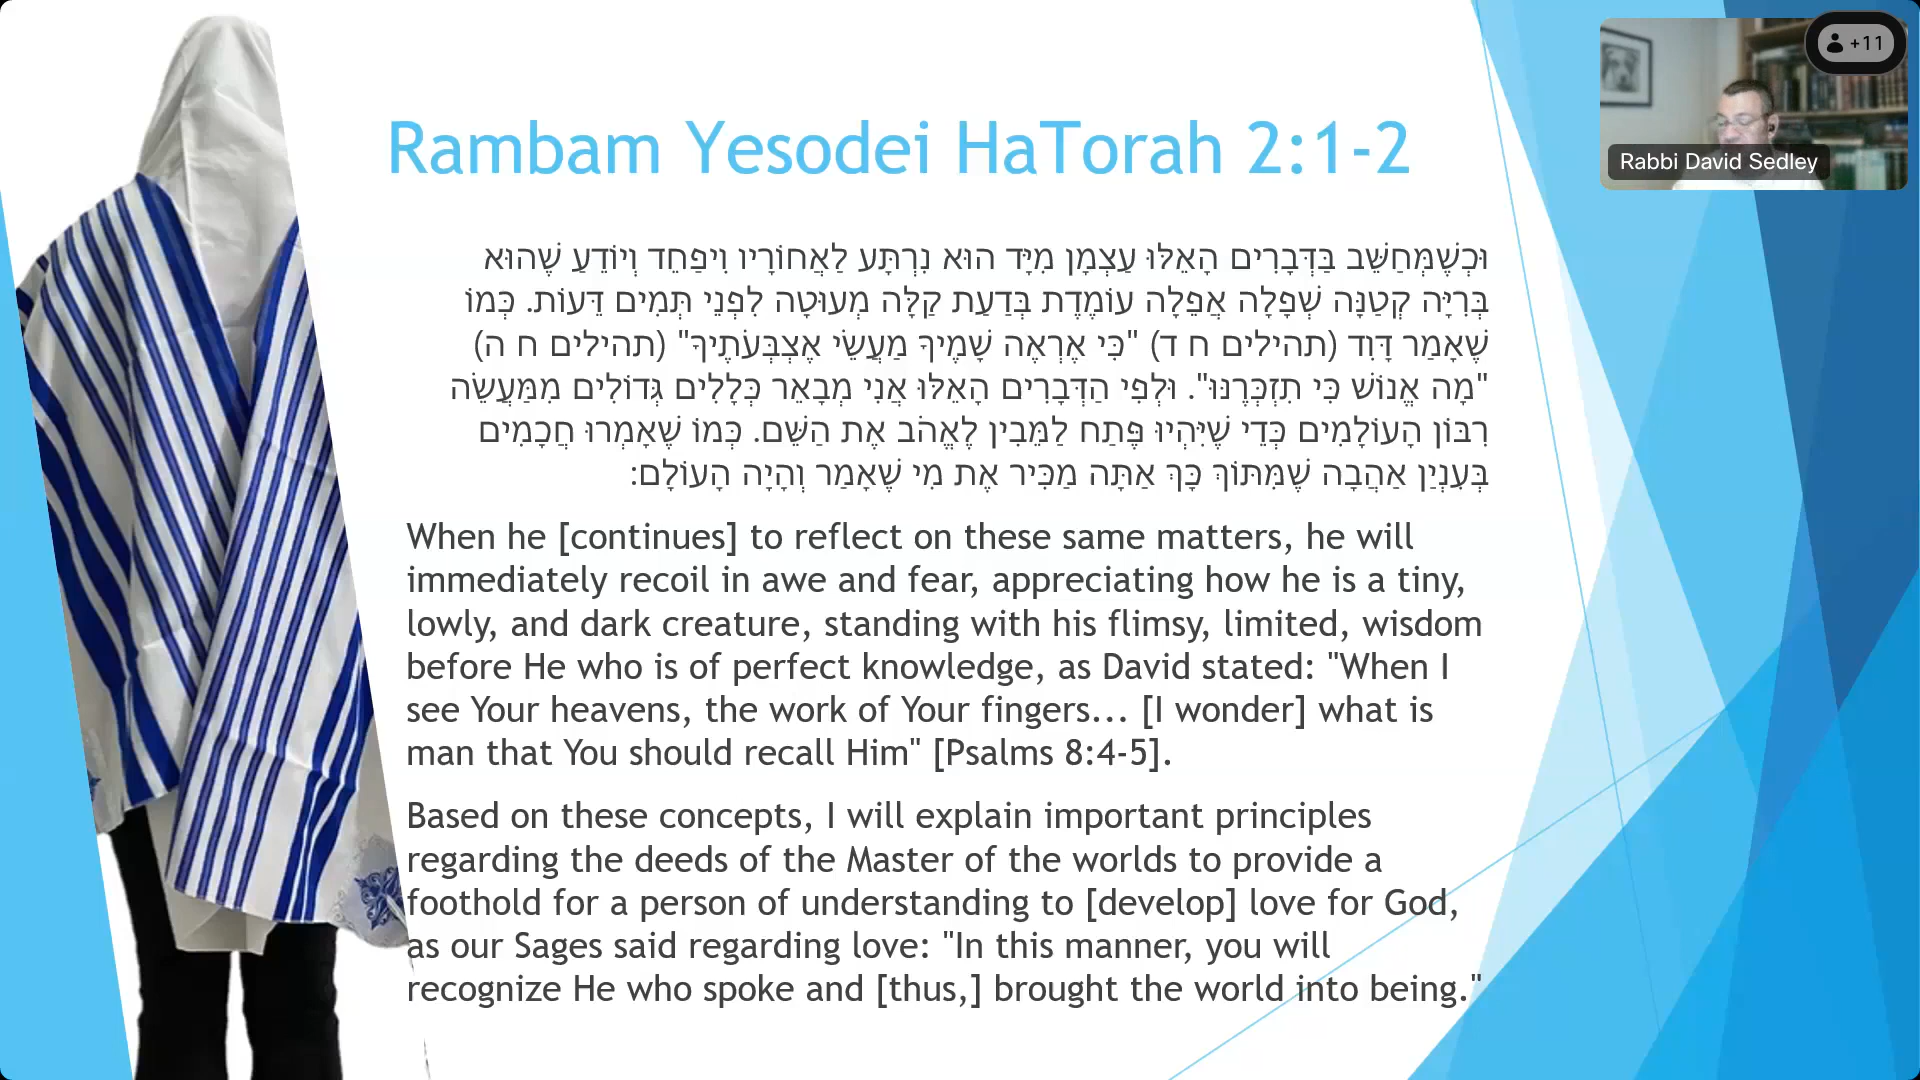 Rambam Yesodei HaTorah 2:1-2
+11
Rabbi David Sedley
וּכְשֶׁמְּחַשֵּׁב בַּדְּבָרִים הָאֵלּוּ עַצְמָן מִיָּד הוּא נִרְתָּע לַאֲחוֹרָיו וִיפַחֵד וְיוֹדֵעַ שֶׁהוּא
בְּרִיָּה קְטַנָּה שְׁפָלָה אֲפֵלָה עוֹמֶדֶת בְּדַעַת קַלָּה מְעוּטָה לִפְנֵי תְּמִים דֵּעוֹת. כְּמוֹ
שֶׁאָמַר דָּוִד (תהילים ח ד) "כִּי אֶרְאֶה שָׁמֶיךָ מַעֲשֵׂי אֶצְבְּעֹתֶיךָ" (תהילים ח ה)
"מָה אֱנוֹשׁ כִּי תִזְכְּרֶנּוּ". וּלְפִי הַדְּבָרִים הָאֵלּוּ אֲנִי מְבָאֵר כְּלָלִים גְּדוֹלִים מִמַּעֲשֵׂה
רִבּוֹן הָעוֹלָמִים כְּדֵי שֶׁיִּהְיוּ פֶּתַח לַמֵּבִין לֶאֱהֹב אֶת הַשֵּׁם. כְּמוֹ שֶׁאָמְרוּ חֲכָמִים
בְּעִנְיַן אַהֲבָה שֶׁמִּתּוֹךְ כָּךְ אַתָּה מַכִּיר אֶת מִי שֶׁאָמַר וְהָיָה הָעוֹלָם:
When he [continues] to reflect on these same matters, he will
immediately recoil in awe and fear, appreciating how he is a tiny,
lowly, and dark creature, standing with his flimsy, limited, wisdom
before He who is of perfect knowledge, as David stated: "When I
see Your heavens, the work of Your fingers... [I wonder] what is
man that You should recall Him" [Psalms 8:4-5].
Based on these concepts, I will explain important principles
regarding the deeds of the Master of the worlds to provide a
foothold for a person of understanding to [develop] love for God,
as our Sages said regarding love: "In this manner, you will
recognize He who spoke and [thus,] brought the world into being."